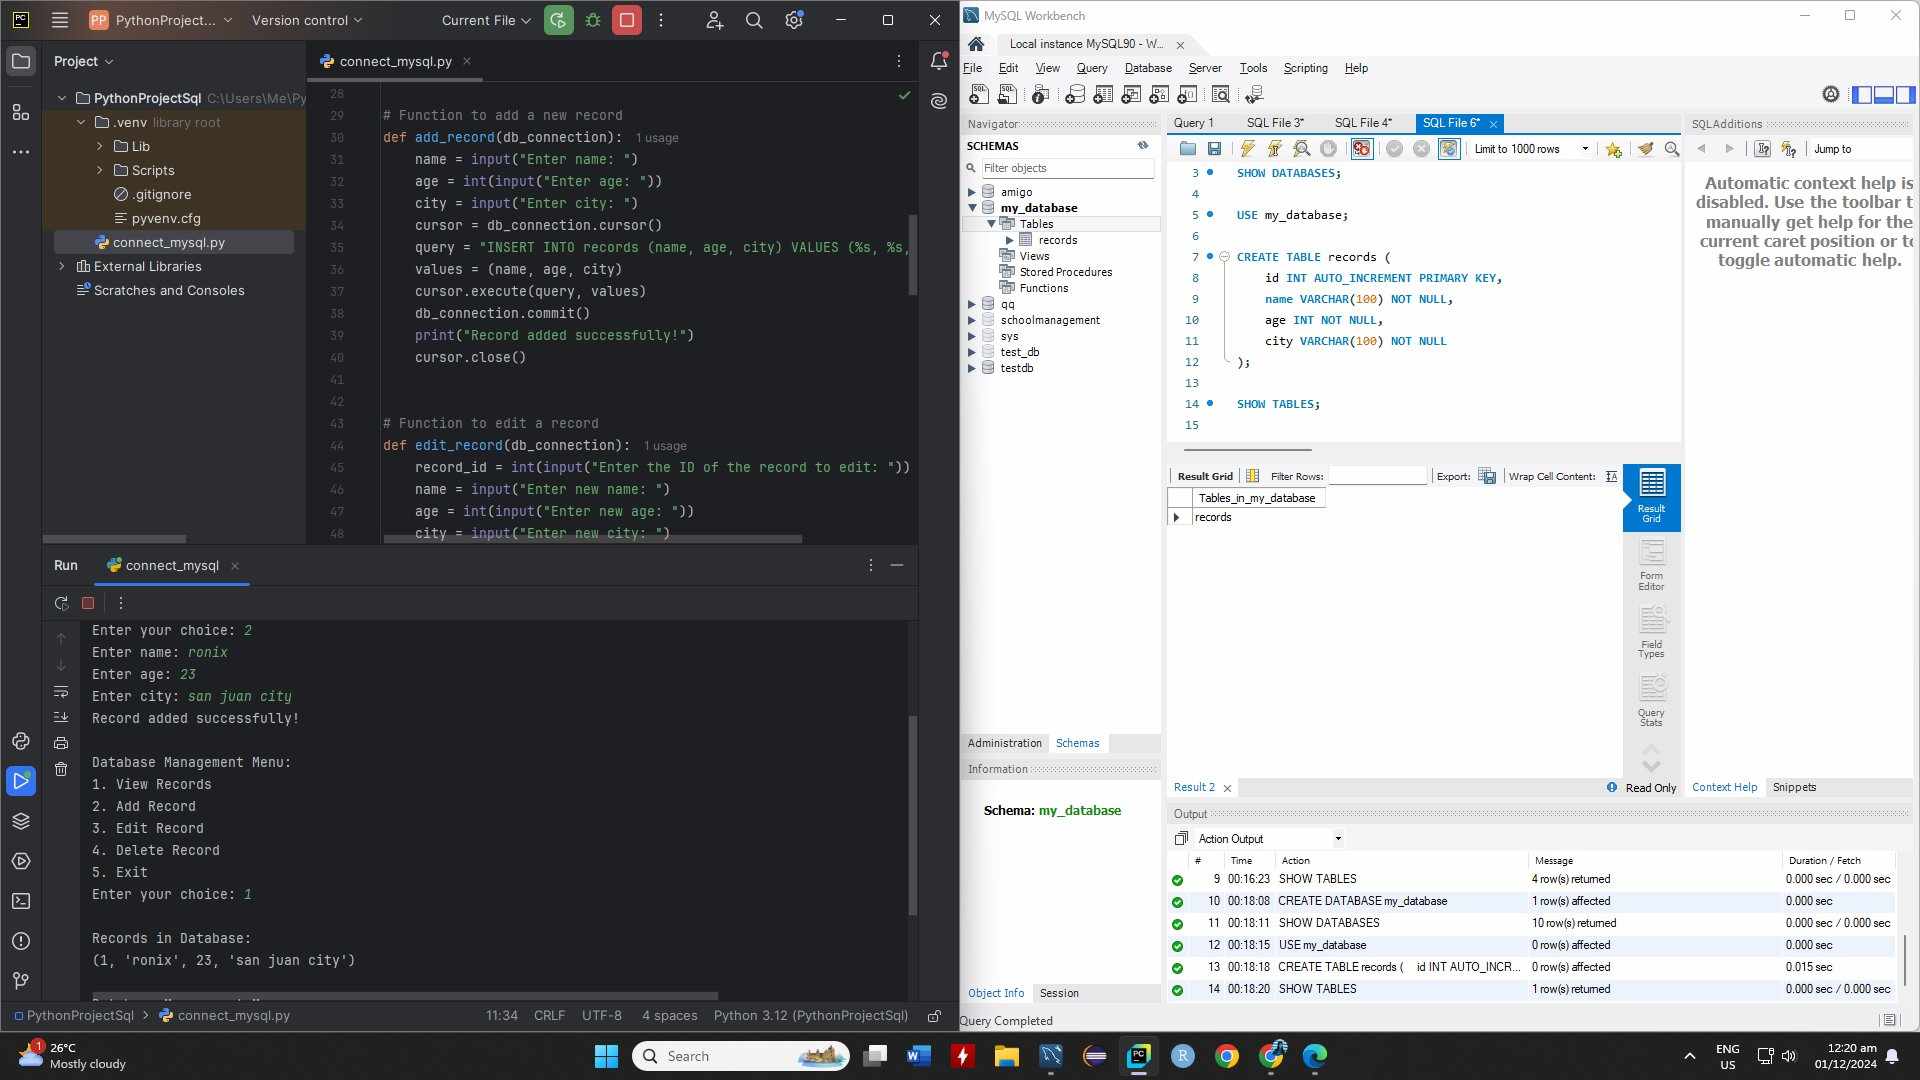 PC
PP PythonProject...
Version control
Current File
Project
connect_mysql.py
PythonProjectSql C:\Users\Me\Py
.venv library root
Lib
Scripts
.gitignore
pyvenv.cfg
connect_mysql.py
External Libraries
Scratches and Consoles
28
29 # Function to add a new record
30 def add_record(db_connection): 1 usage
31 name = input("Enter name: ")
32 age = int(input("Enter age: "))
33 city = input("Enter city: ")
34 cursor = db_connection.cursor()
35 query = "INSERT INTO records (name, age, city) VALUES (%s, %s,
36 values = (name, age, city)
37 cursor.execute(query, values)
38 db_connection.commit()
39 print("Record added successfully!")
40 cursor.close()
41
42
43 # Function to edit a record
44 def edit_record(db_connection): 1 usage
45 record_id = int(input("Enter the ID of the record to edit: "))
46 name = input("Enter new name: ")
47 age = int(input("Enter new age: "))
48 city = input("Enter new city: ")
Run
connect_mysql
Enter your choice: 2
Enter name: ronix
Enter age: 23
Enter city: san juan city
Record added successfully!
Database Management Menu:
1. View Records
2. Add Record
3. Edit Record
4. Delete Record
5. Exit
Enter your choice: 1
Records in Database:
(1, 'ronix', 23, 'san juan city')
PythonProjectSql > connect_mysql.py
11:34 CRLF UTF-8 4 spaces Python 3.12 (PythonProjectSql)
MySQL Workbench
Local instance MySQL90 - W...
File Edit View Query Database Server Tools Scripting Help
Navigator
SCHEMAS
Filter objects
amigo
my_database
Tables
records
Views
Stored Procedures
Functions
qq
schoolmanagement
sys
test_db
testdb
Administration Schemas
Information
Schema: my_database
Object Info Session
Query Completed
Query 1 SQL File 3* SQL File 4* SQL File 6*
Limit to 1000 rows
3 SHOW DATABASES;
4
5 USE my_database;
6
7 CREATE TABLE records (
8 id INT AUTO_INCREMENT PRIMARY KEY,
9 name VARCHAR(100) NOT NULL,
10 age INT NOT NULL,
11 city VARCHAR(100) NOT NULL
12 );
13
14 SHOW TABLES;
15
Result Grid Filter Rows: Export: Wrap Cell Content:
Tables_in_my_database
records
Result Grid
Form Editor
Field Types
Query Stats
Result 2
Read Only
SQLAdditions
Jump to
Automatic context help is
disabled. Use the toolbar t
manually get help for the
current caret position or to
toggle automatic help.
Context Help Snippets
Output
Action Output
# Time Action Message Duration / Fetch
9 00:16:23 SHOW TABLES 4 row(s) returned 0.000 sec / 0.000 sec
10 00:18:08 CREATE DATABASE my_database 1 row(s) affected 0.000 sec
11 00:18:11 SHOW DATABASES 10 row(s) returned 0.000 sec / 0.000 sec
12 00:18:15 USE my_database 0 row(s) affected 0.000 sec
13 00:18:18 CREATE TABLE records ( id INT AUTO_INCR... 0 row(s) affected 0.015 sec
14 00:18:20 SHOW TABLES 1 row(s) returned 0.000 sec / 0.000 sec
1
26°C
Mostly cloudy
Search
ENG
US
12:20 am
01/12/2024